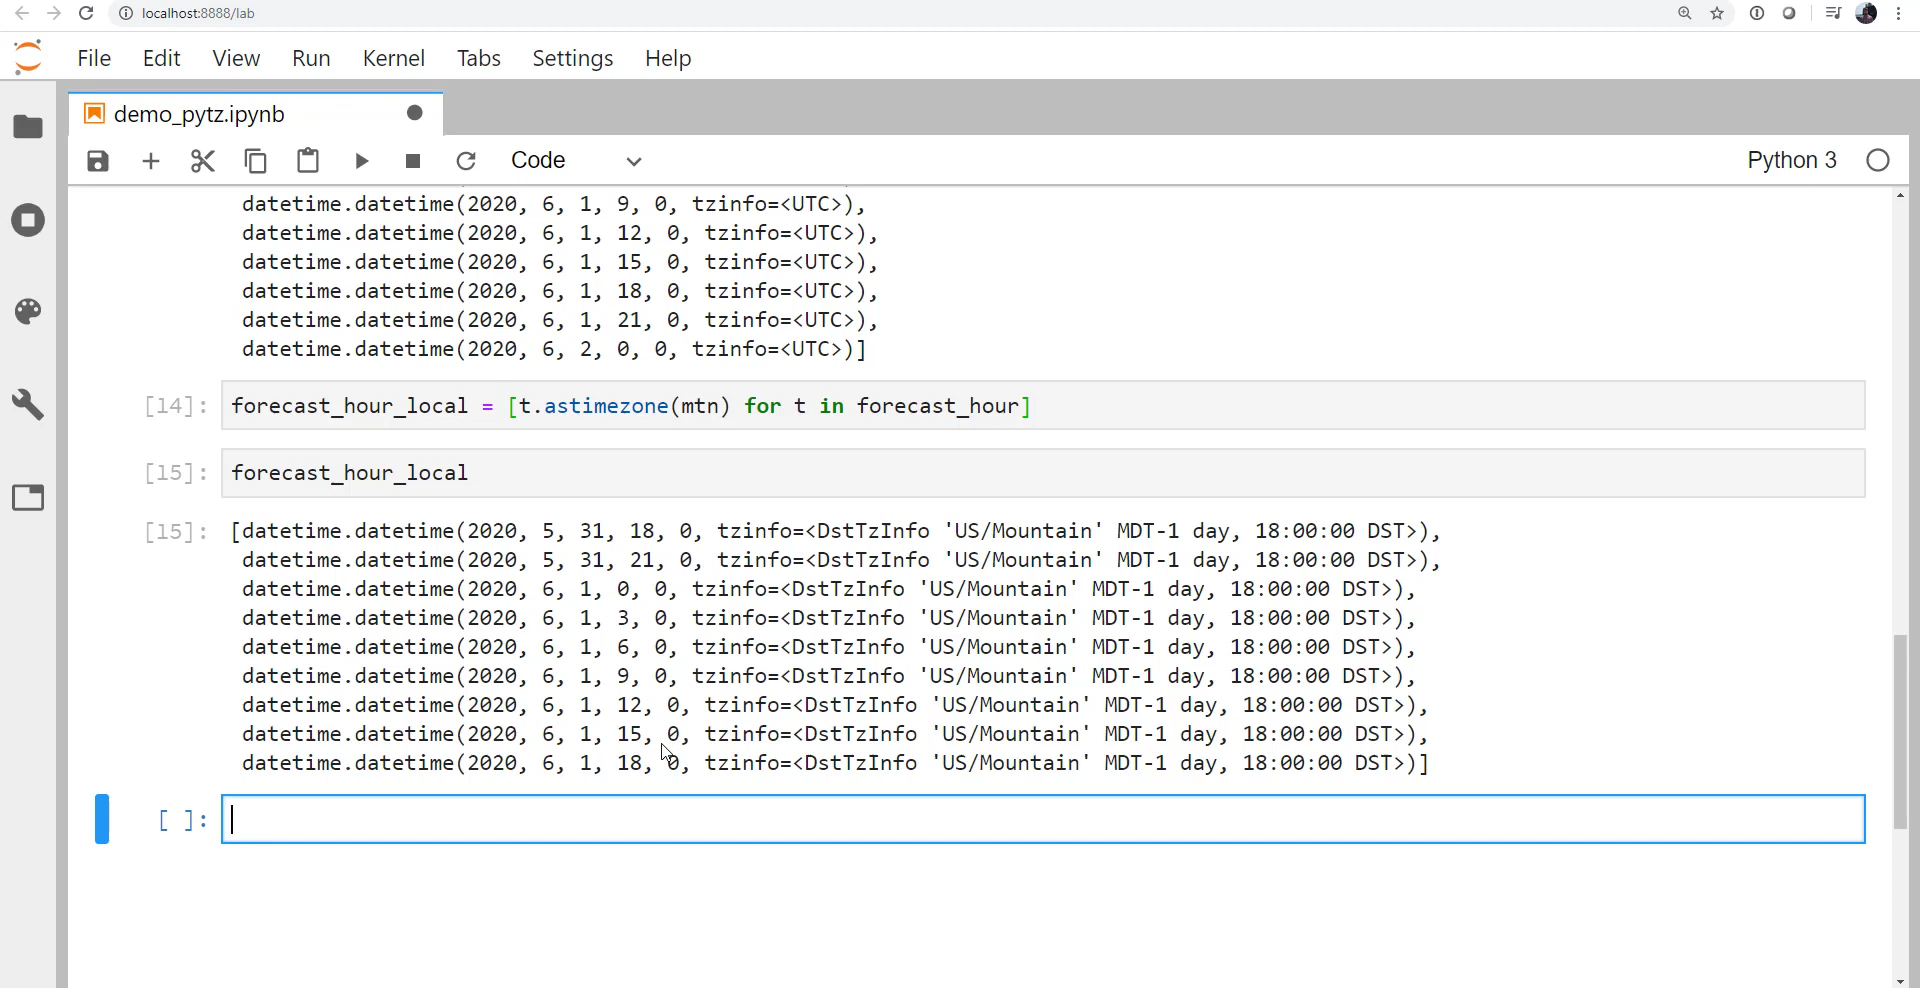 localhost:8888/lab
File Edit View Run Kernel Tabs Settings Help
demo_pytz.ipynb
Code Python 3
datetime.datetime(2020, 6, 1, 9, 0, tzinfo=<UTC>),
datetime.datetime(2020, 6, 1, 12, 0, tzinfo=<UTC>),
datetime.datetime(2020, 6, 1, 15, 0, tzinfo=<UTC>),
datetime.datetime(2020, 6, 1, 18, 0, tzinfo=<UTC>),
datetime.datetime(2020, 6, 1, 21, 0, tzinfo=<UTC>),
datetime.datetime(2020, 6, 2, 0, 0, tzinfo=<UTC>)]
[14]: forecast_hour_local = [t.astimezone(mtn) for t in forecast_hour]
[15]: forecast_hour_local
[15]: [datetime.datetime(2020, 5, 31, 18, 0, tzinfo=<DstTzInfo 'US/Mountain' MDT-1 day, 18:00:00 DST>),
datetime.datetime(2020, 5, 31, 21, 0, tzinfo=<DstTzInfo 'US/Mountain' MDT-1 day, 18:00:00 DST>),
datetime.datetime(2020, 6, 1, 0, 0, tzinfo=<DstTzInfo 'US/Mountain' MDT-1 day, 18:00:00 DST>),
datetime.datetime(2020, 6, 1, 3, 0, tzinfo=<DstTzInfo 'US/Mountain' MDT-1 day, 18:00:00 DST>),
datetime.datetime(2020, 6, 1, 6, 0, tzinfo=<DstTzInfo 'US/Mountain' MDT-1 day, 18:00:00 DST>),
datetime.datetime(2020, 6, 1, 9, 0, tzinfo=<DstTzInfo 'US/Mountain' MDT-1 day, 18:00:00 DST>),
datetime.datetime(2020, 6, 1, 12, 0, tzinfo=<DstTzInfo 'US/Mountain' MDT-1 day, 18:00:00 DST>),
datetime.datetime(2020, 6, 1, 15, 0, tzinfo=<DstTzInfo 'US/Mountain' MDT-1 day, 18:00:00 DST>),
datetime.datetime(2020, 6, 1, 18, 0, tzinfo=<DstTzInfo 'US/Mountain' MDT-1 day, 18:00:00 DST>)]
[ ]: